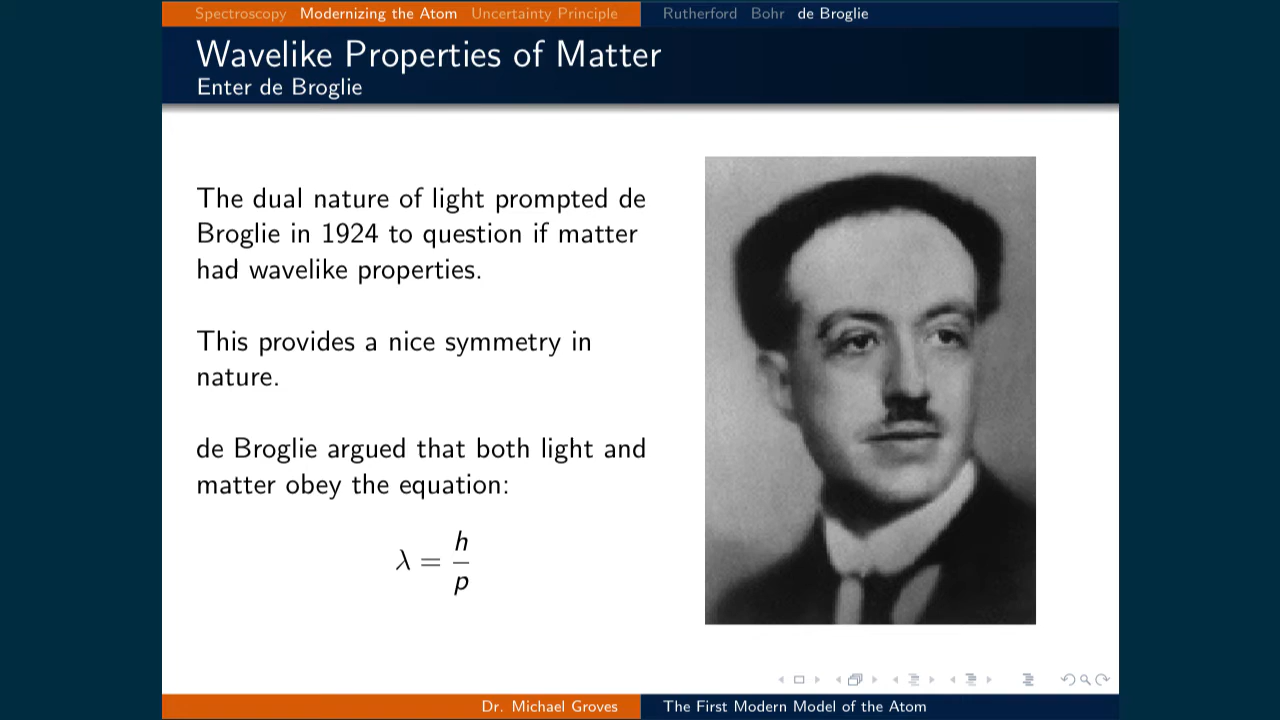 Spectroscopy Modernizing the Atom Uncertainty Principle Rutherford Bohr de Broglie
Wavelike Properties of Matter
Enter de Broglie
The dual nature of light prompted de
Broglie in 1924 to question if matter
had wavelike properties.
This provides a nice symmetry in
nature.
de Broglie argued that both light and
matter obey the equation:
λ = h/p
Dr. Michael Groves The First Modern Model of the Atom